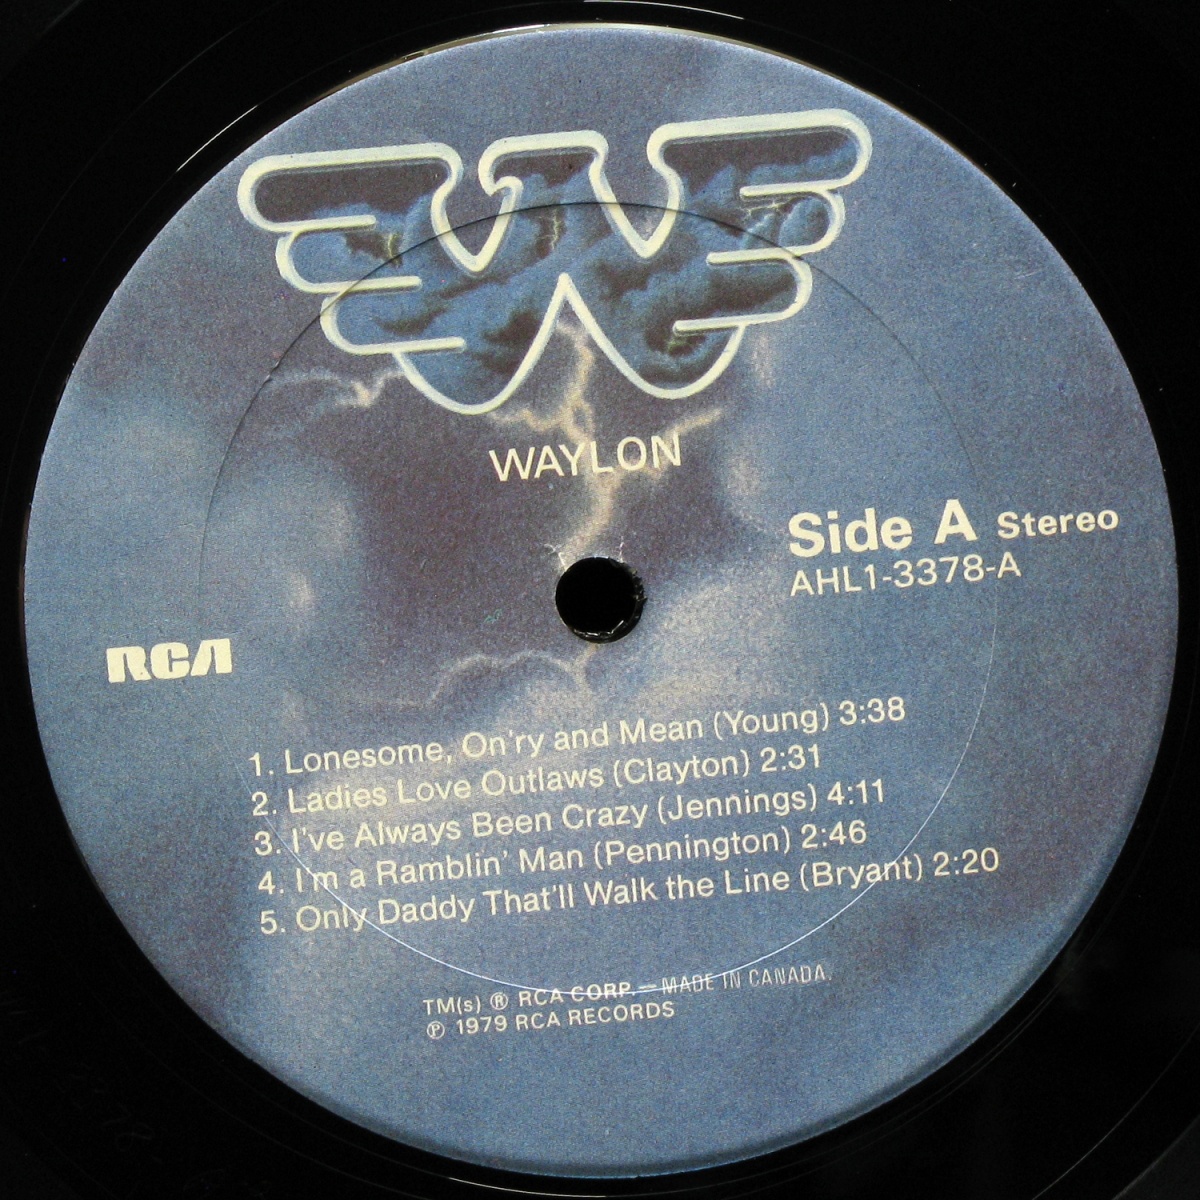 WAYLON
Side A Stereo
AHL1-3378-A
RCA
1. Lonesome, On'ry and Mean (Young) 3:38
2. Ladies Love Outlaws (Clayton) 2:31
3. I've Always Been Crazy (Jennings) 4:11
4. I'm a Ramblin' Man (Pennington) 2:46
5. Only Daddy That'll Walk the Line (Bryant) 2:20
TM(s) ® RCA CORP. — MADE IN CANADA.
℗ 1979 RCA RECORDS